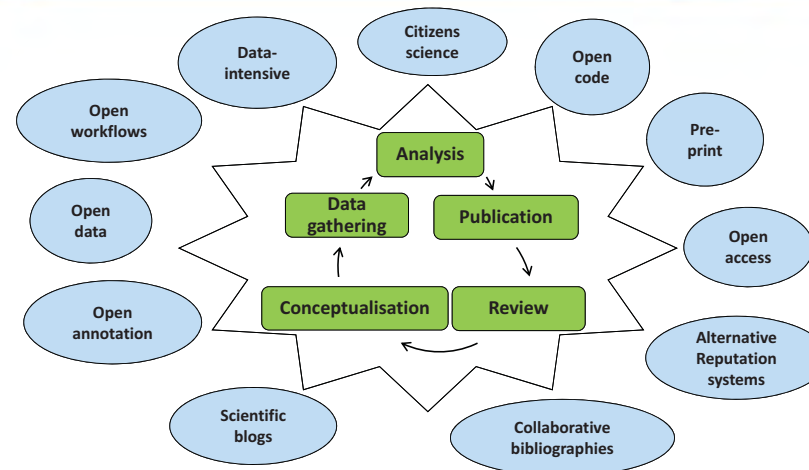 Citizens
science
Data-
intensive
Open
code
Open
workflows
Pre-
print
Analysis
Data
gathering
Publication
Open
data
Open
access
Conceptualisation
Review
Open
annotation
Alternative
Reputation
systems
Scientific
blogs
Collaborative
bibliographies